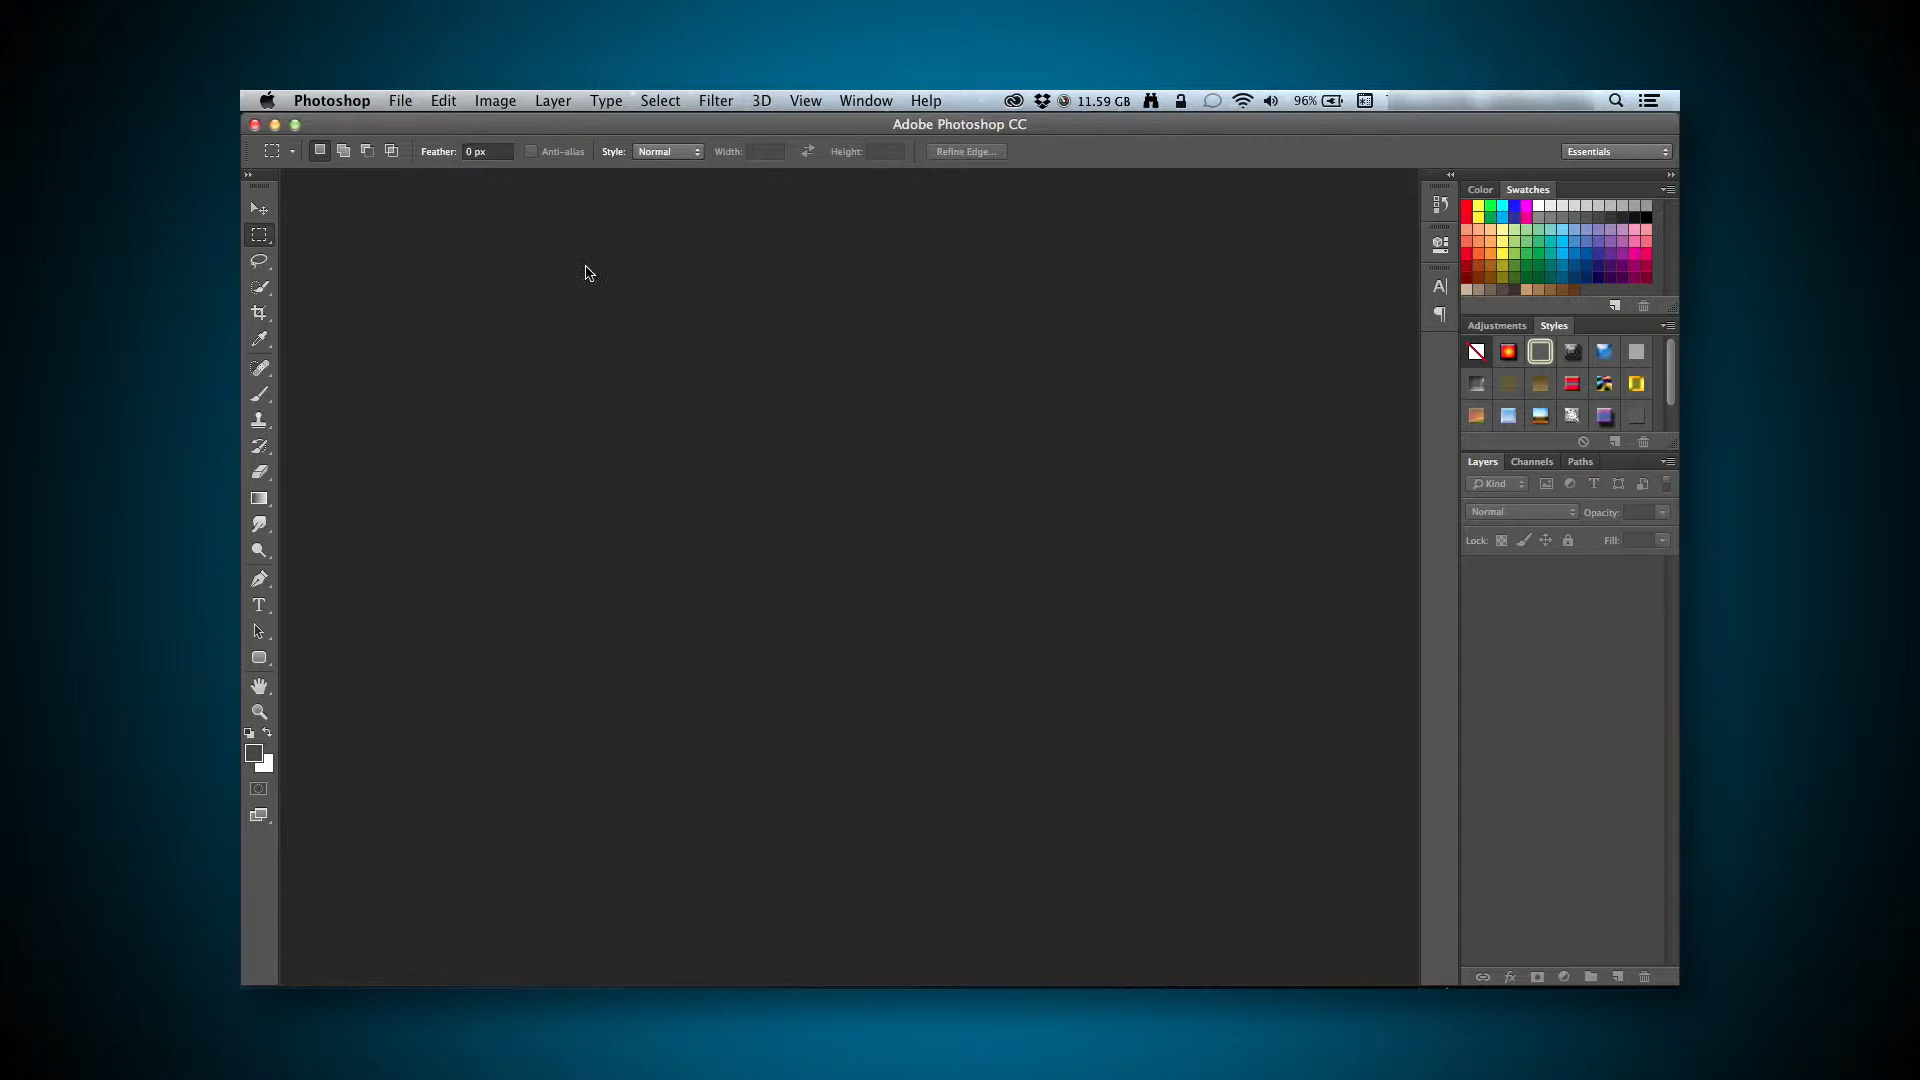 Photoshop File Edit Image Layer Type Select Filter 3D View Window Help 11.59 GB 96%
Adobe Photoshop CC
Feather: 0 px Anti-alias Style: Normal Width: Height: Refine Edge... Essentials
Color Swatches
Adjustments Styles
Layers Channels Paths
Kind
Normal Opacity:
Lock: Fill: